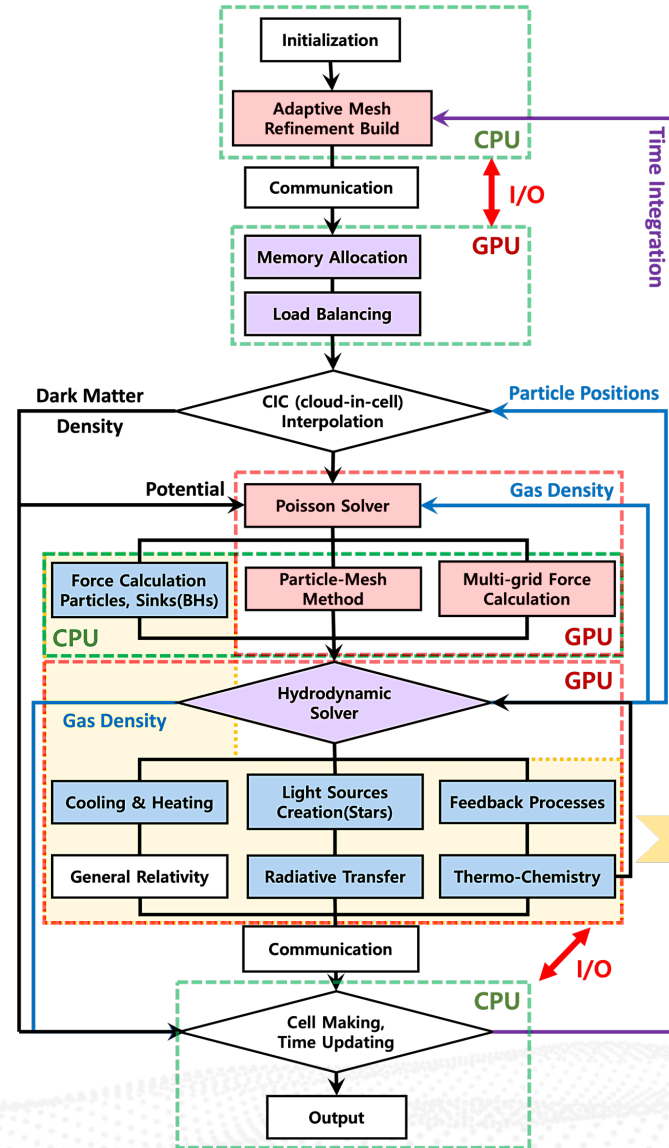 Initialization
Adaptive Mesh
Refinement Build
CPU
Time Integration
Communication
I/O
GPU
Memory Allocation
Load Balancing
Dark Matter
Density
CIC (cloud-in-cell)
Interpolation
Particle Positions
Potential
Gas Density
Poisson Solver
Force Calculation
Particles, Sinks(BHs)
Particle-Mesh
Method
Multi-grid Force
Calculation
CPU
GPU
GPU
Hydrodynamic
Solver
Gas Density
Cooling & Heating
Light Sources
Creation(Stars)
Feedback Processes
General Relativity
Radiative Transfer
Thermo-Chemistry
Communication
I/O
CPU
Cell Making,
Time Updating
Output